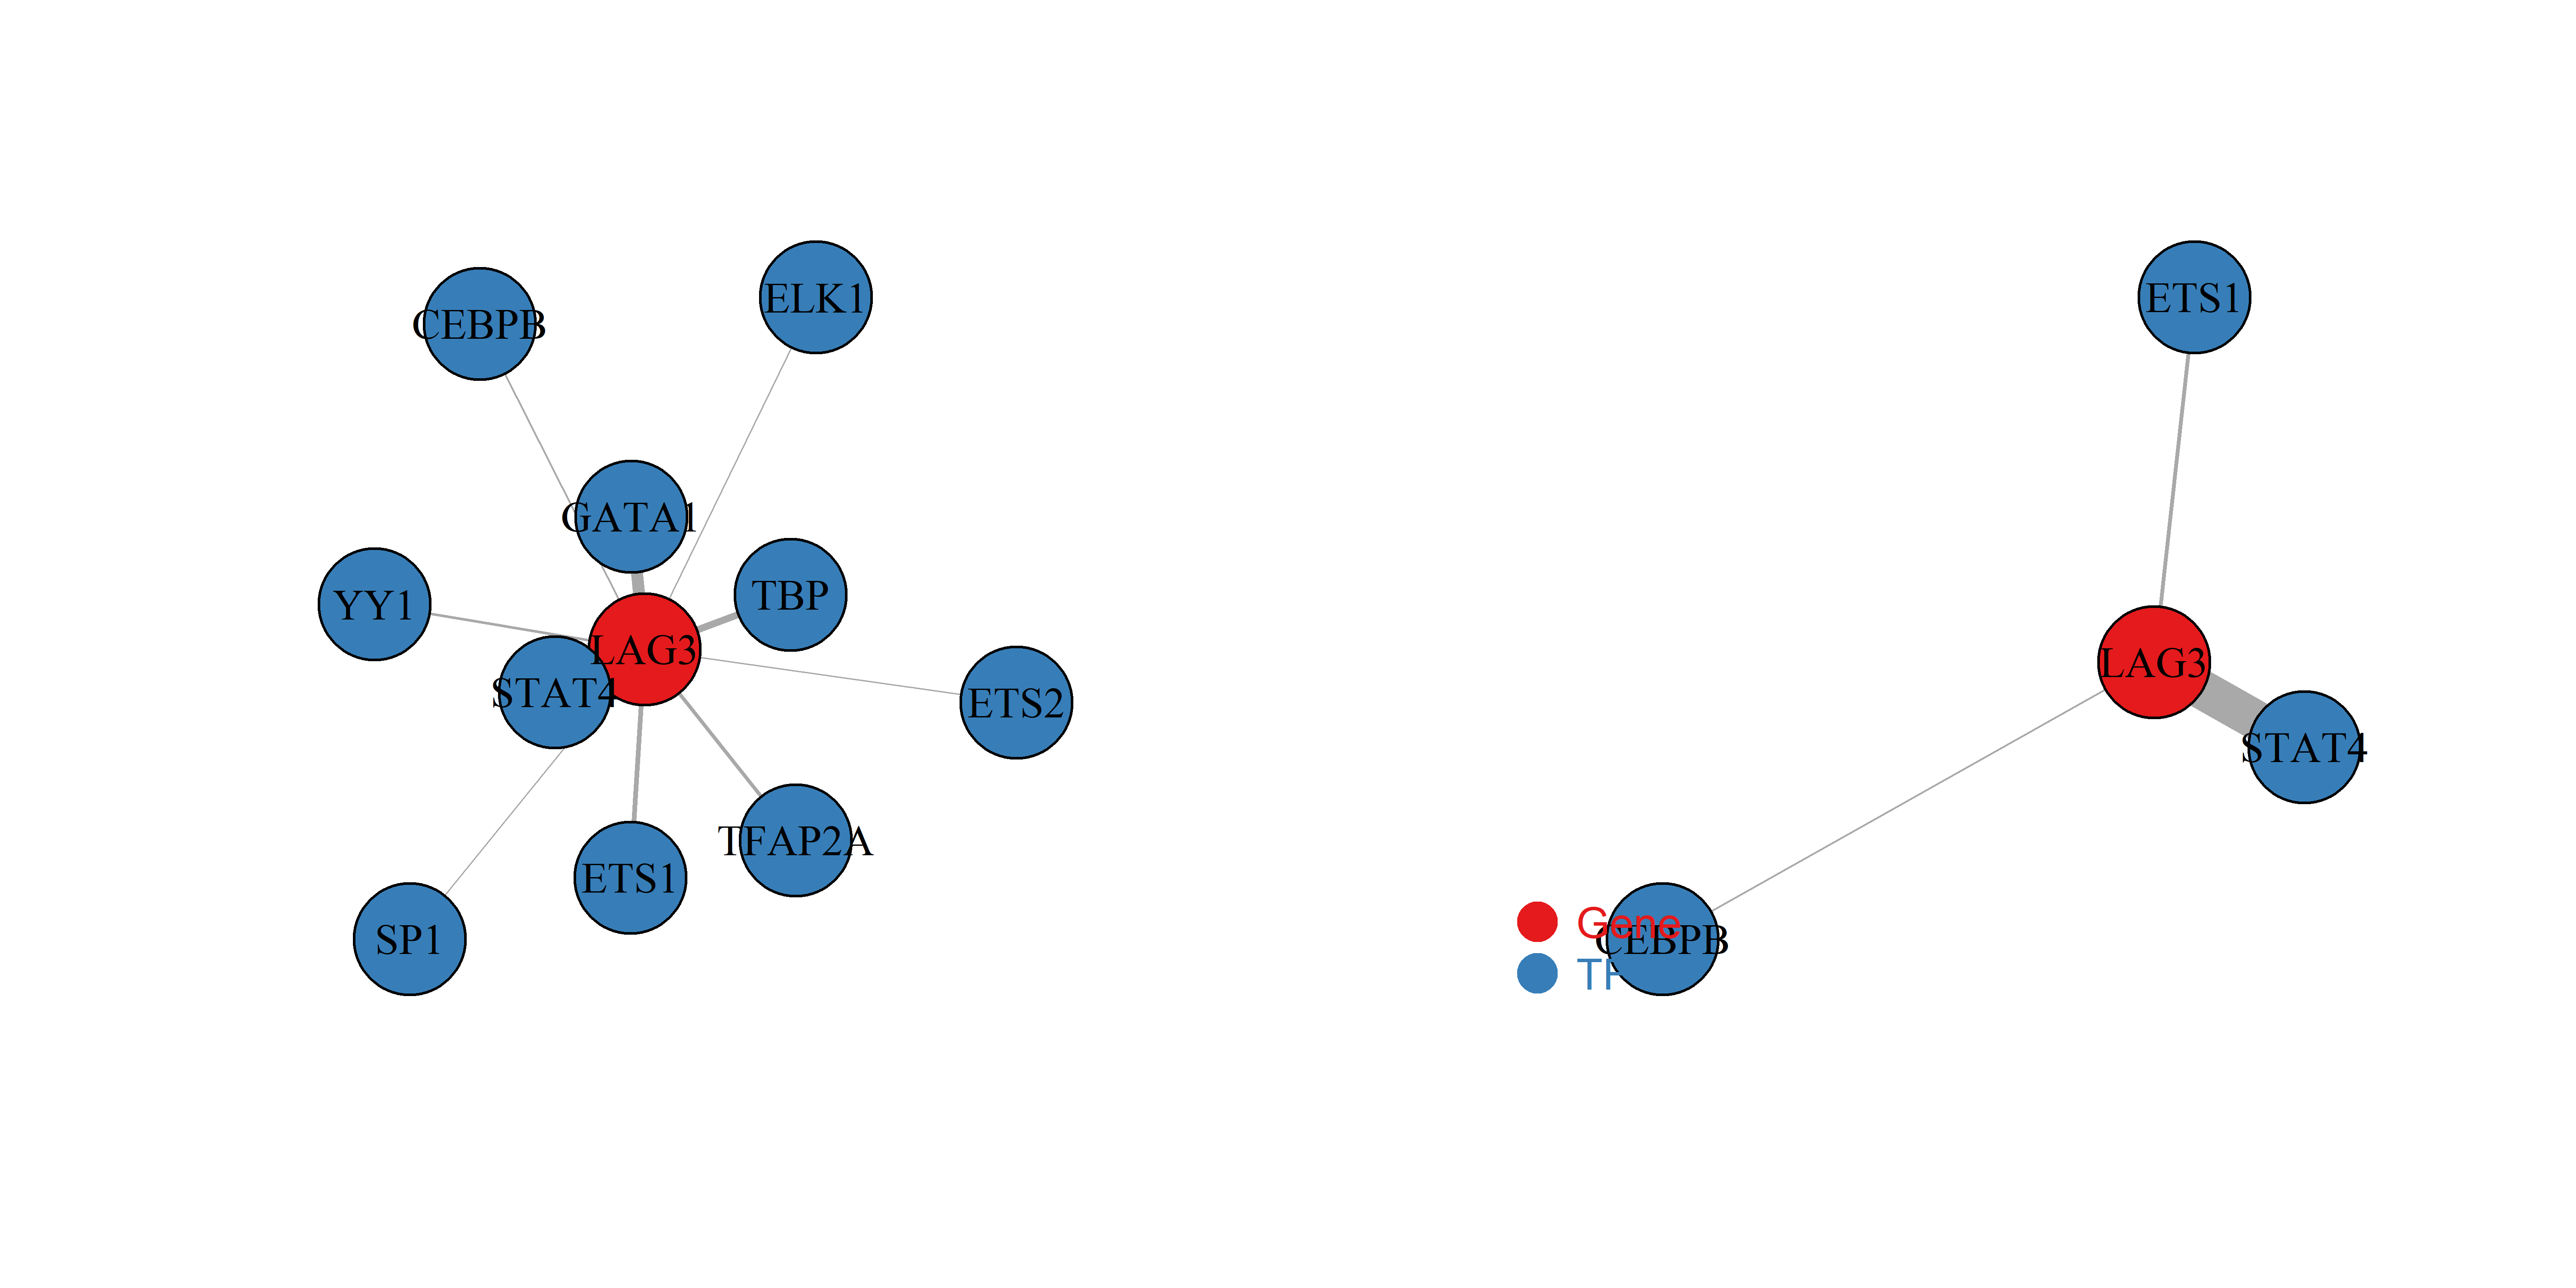 CEBPB
ELK1
GATA1
TBP
YY1
LAG3
STAT4
ETS2
TFAP2A
ETS1
SP1
ETS1
LAG3
STAT4
Gene
CEBPB
TF